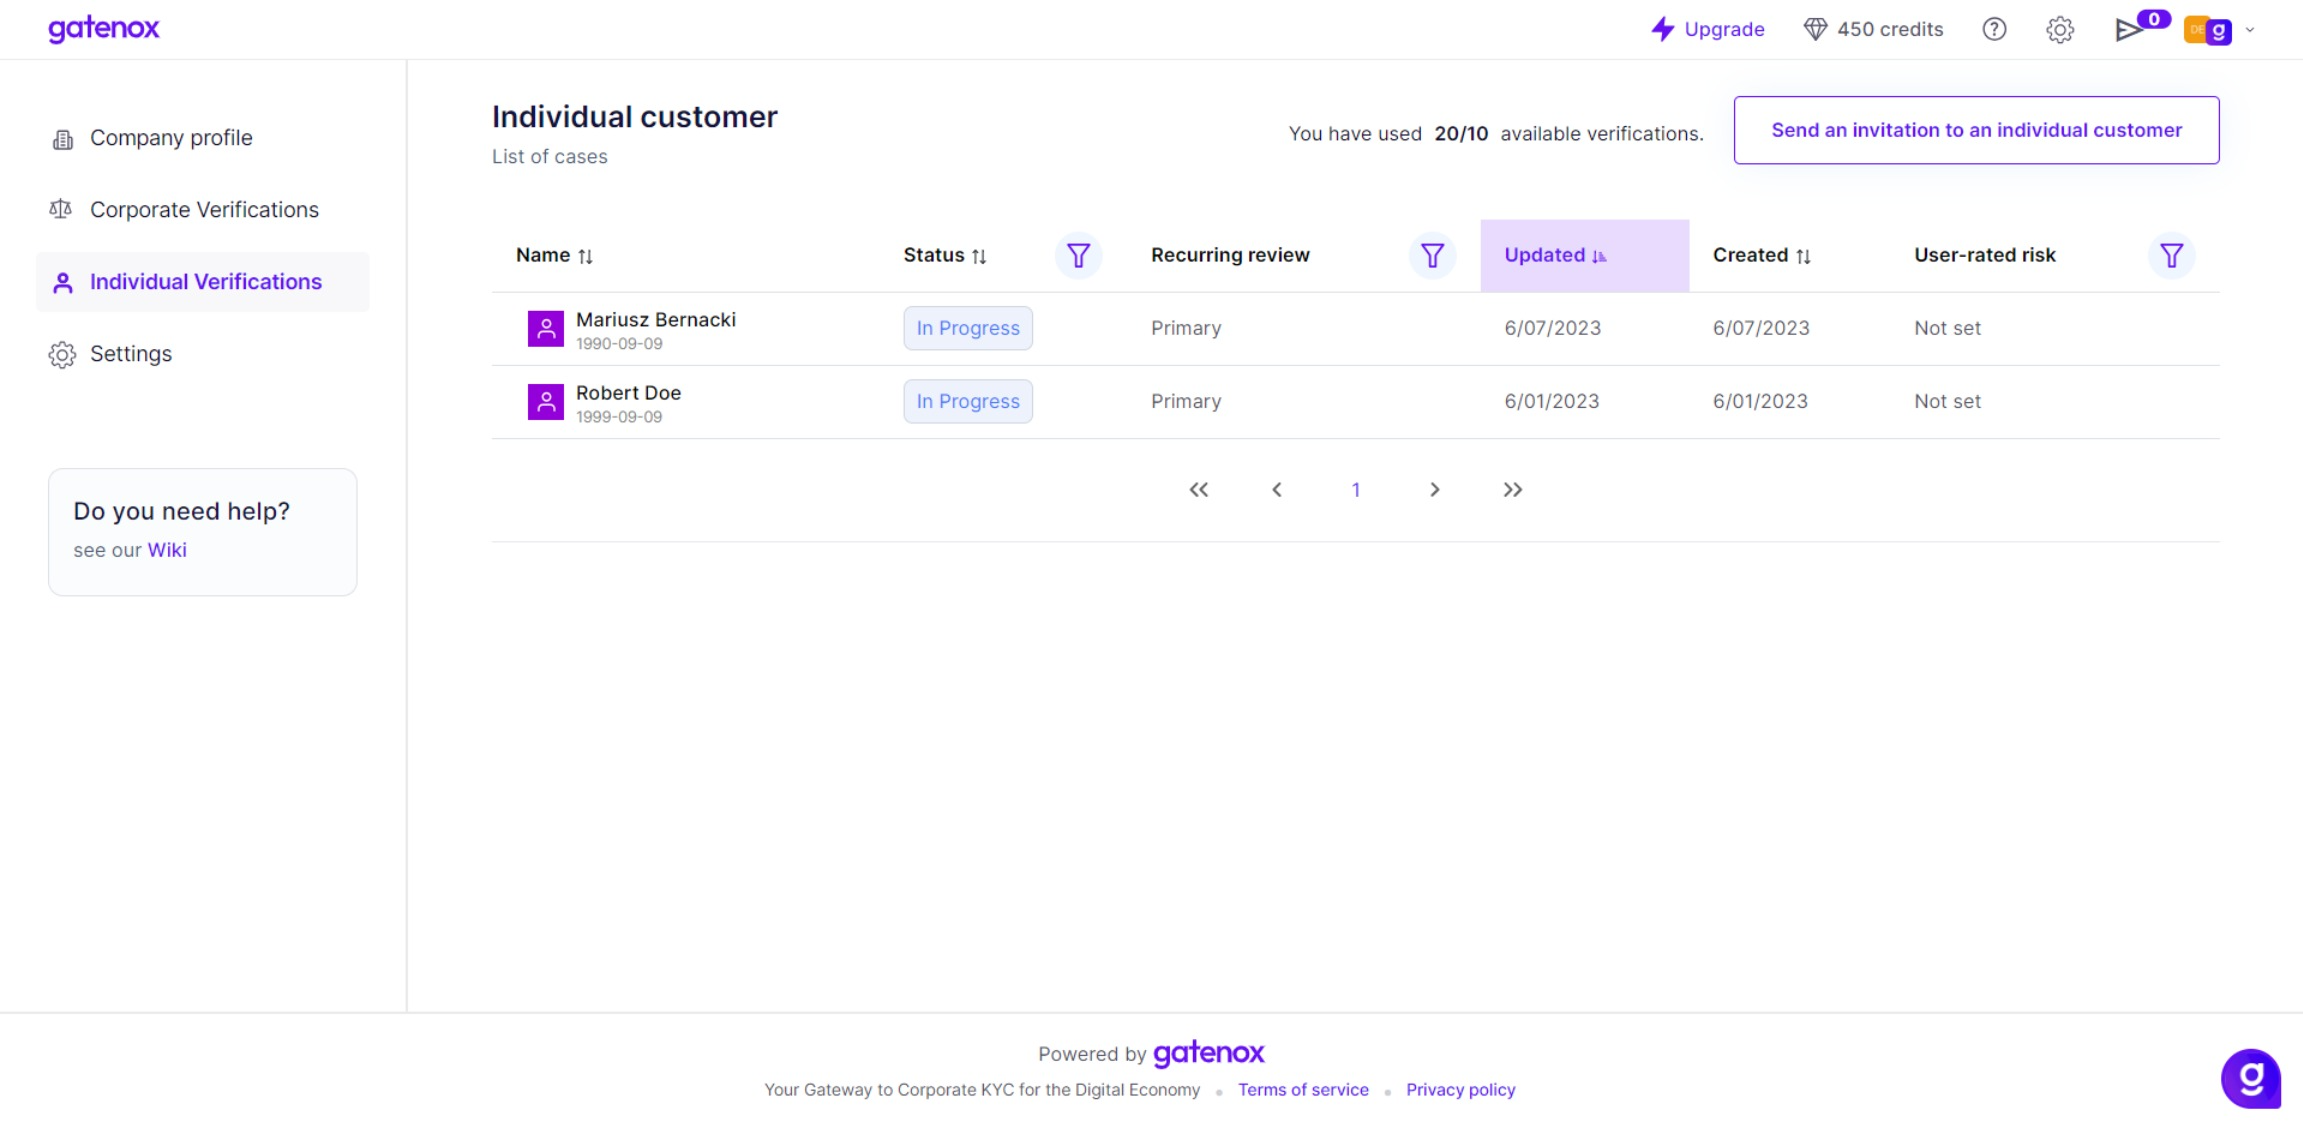 gatenox
Upgrade 450 credits 0
DE g
Company profile
Corporate Verifications
Individual Verifications
Settings
Do you need help?
see our Wiki
Individual customer
List of cases
You have used 20/10 available verifications.
Send an invitation to an individual customer
Name Status Recurring review Updated Created User-rated risk
Mariusz Bernacki In Progress Primary 6/07/2023 6/07/2023 Not set
1990-09-09
Robert Doe In Progress Primary 6/01/2023 6/01/2023 Not set
1999-09-09
1
Powered by gatenox
Your Gateway to Corporate KYC for the Digital Economy Terms of service Privacy policy
g